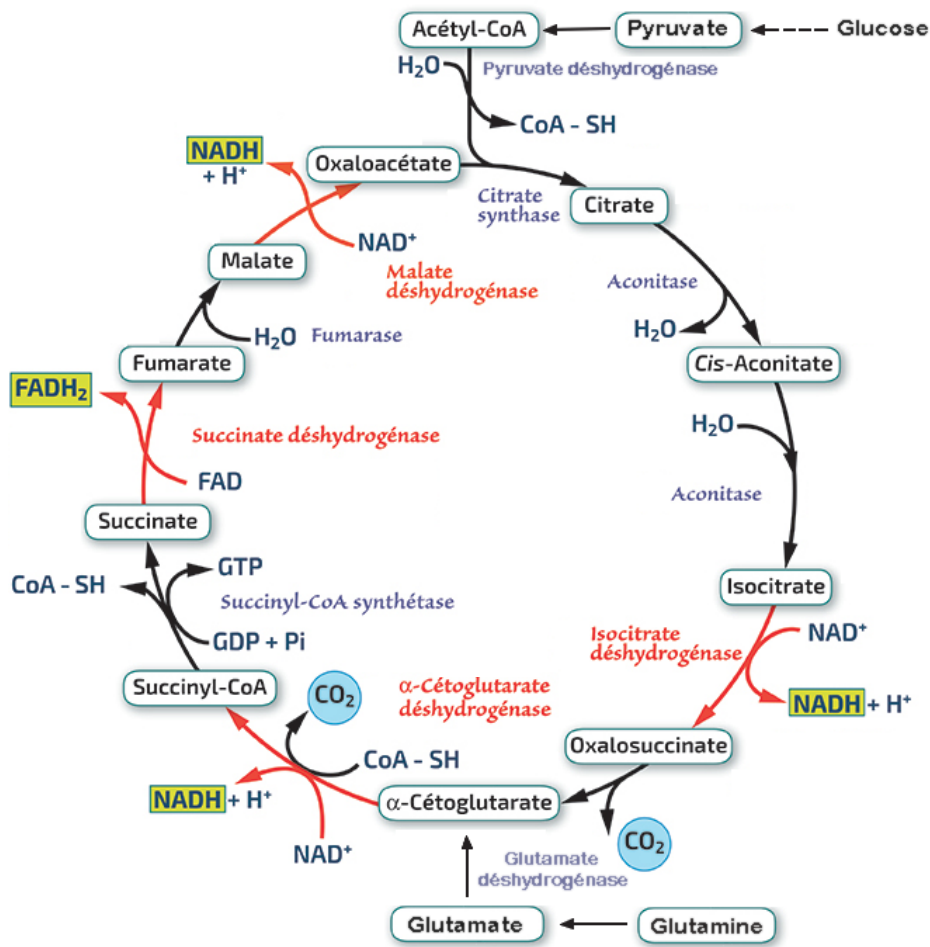 Acétyl-CoA
Pyruvate
Glucose
H₂O
Pyruvate déshydrogénase
CoA - SH
NADH
+ H⁺
Oxaloacétate
Citrate
synthase
Citrate
NAD⁺
Malate
Malate
déshydrogénase
Aconitase
H₂O
H₂O
Fumarase
Fumarate
Cis-Aconitate
FADH₂
H₂O
Succinate déshydrogénase
FAD
Aconitase
Succinate
GTP
CoA - SH
Succinyl-CoA synthétase
Isocitrate
GDP + Pi
Isocitrate
déshydrogénase
NAD⁺
Succinyl-CoA
CO₂
α-Cétoglutarate
déshydrogénase
NADH + H⁺
Oxalosuccinate
CoA - SH
NADH + H⁺
α-Cétoglutarate
NAD⁺
CO₂
Glutamate
déshydrogénase
Glutamate
Glutamine